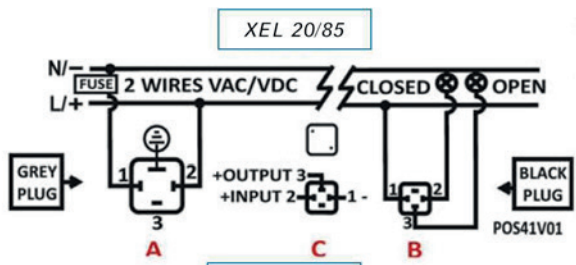 XEL 20/85
N/-
FUSE 2 WIRES VAC/VDC CLOSED OPEN
L/+
GREY PLUG
1 2
3
A
+OUTPUT 3
+INPUT 2 1 -
C
1 2
3
B
BLACK PLUG
POS41V01